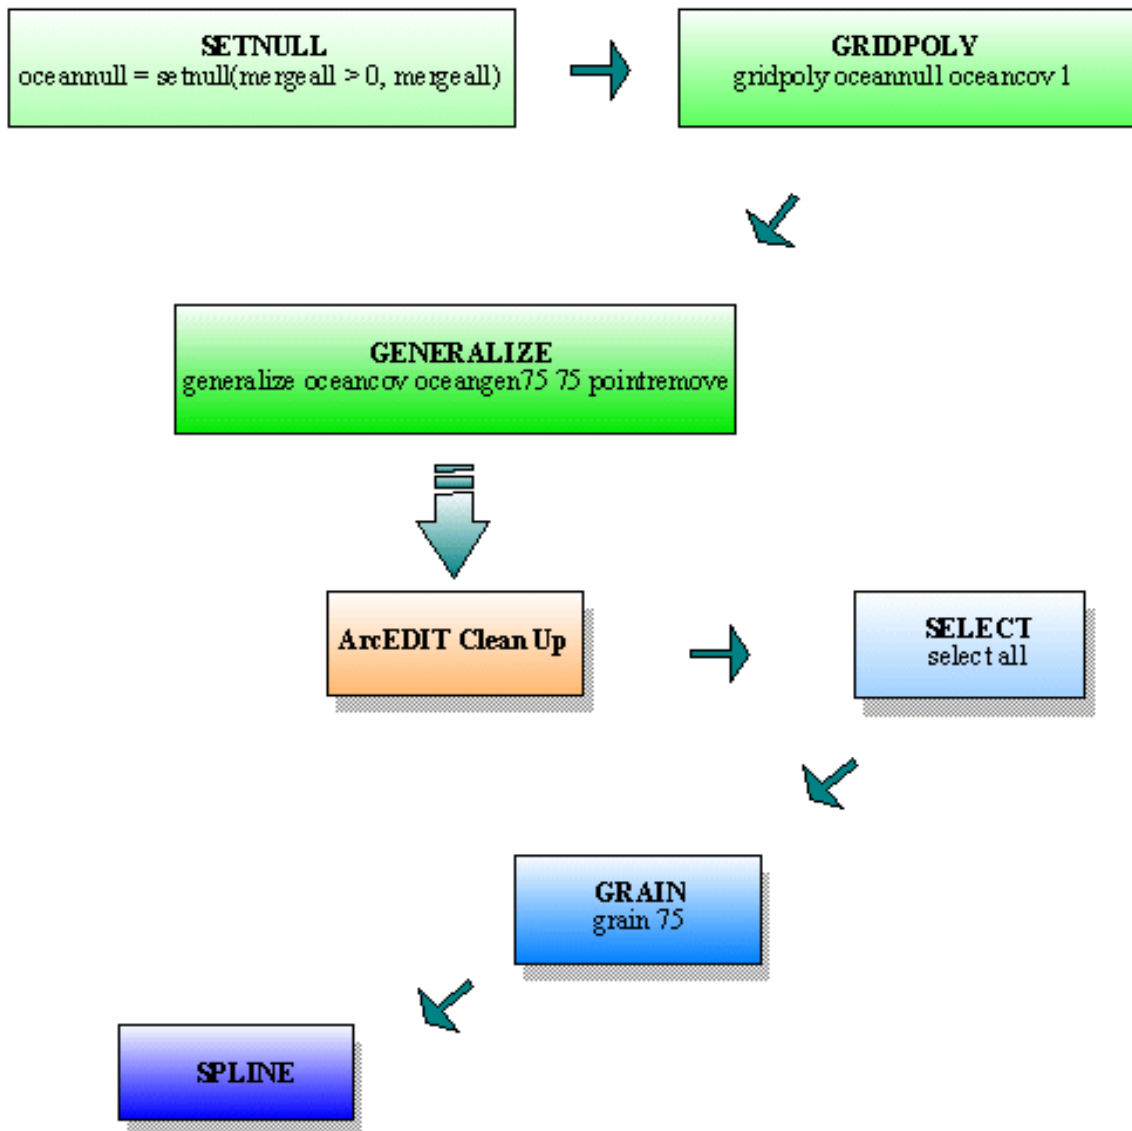 SETNULL
oceannull = setnull(mergeall > 0, mergeall)
GRIDPOLY
gridpoly oceannull oceancov 1
GENERALIZE
generalize oceancov oceangen75 75 pointremove
ArcEDIT Clean Up
SELECT
select all
GRAIN
grain 75
SPLINE